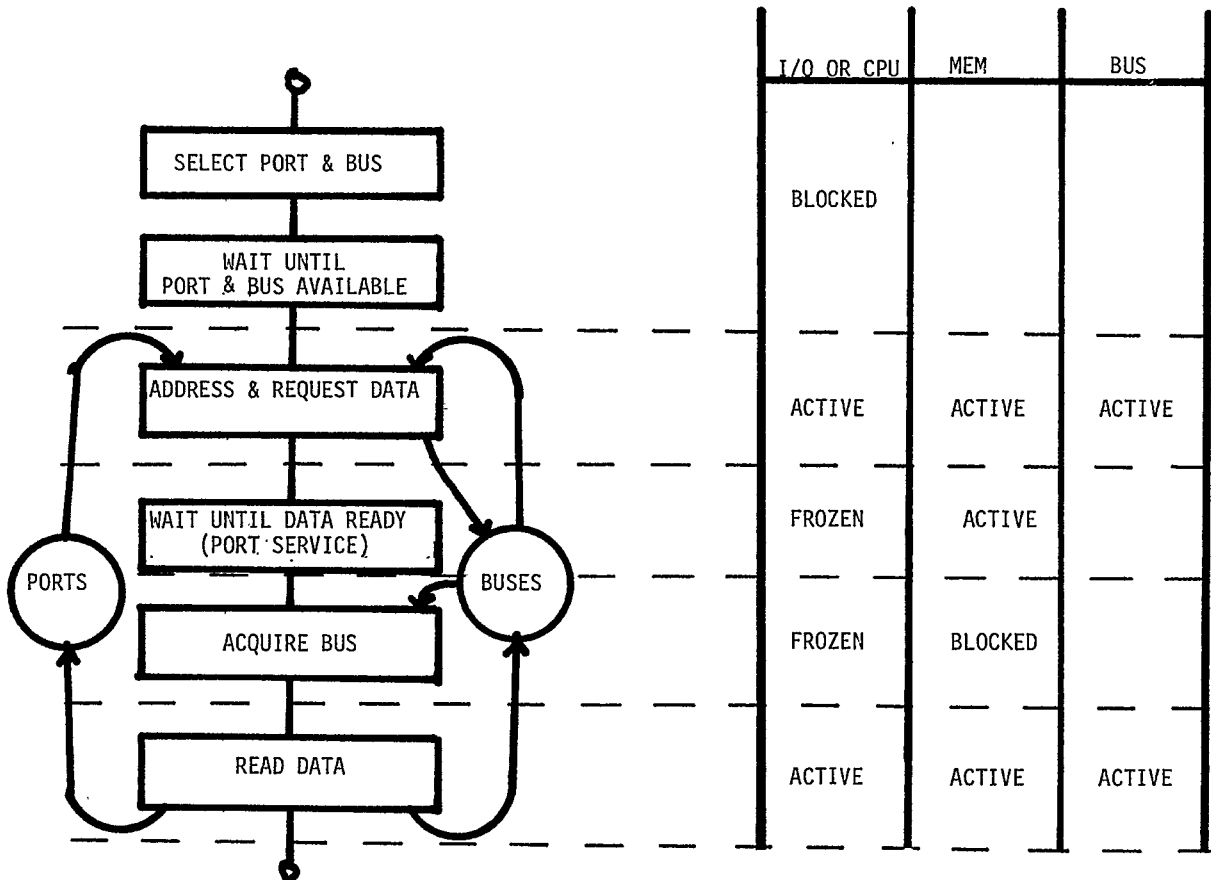 SELECT PORT & BUS
WAIT UNTIL
PORT & BUS AVAILABLE
ADDRESS & REQUEST DATA
WAIT UNTIL DATA READY
(PORT SERVICE)
PORTS
BUSES
ACQUIRE BUS
READ DATA
I/O OR CPU MEM BUS
BLOCKED
ACTIVE ACTIVE ACTIVE
FROZEN ACTIVE
FROZEN BLOCKED
ACTIVE ACTIVE ACTIVE